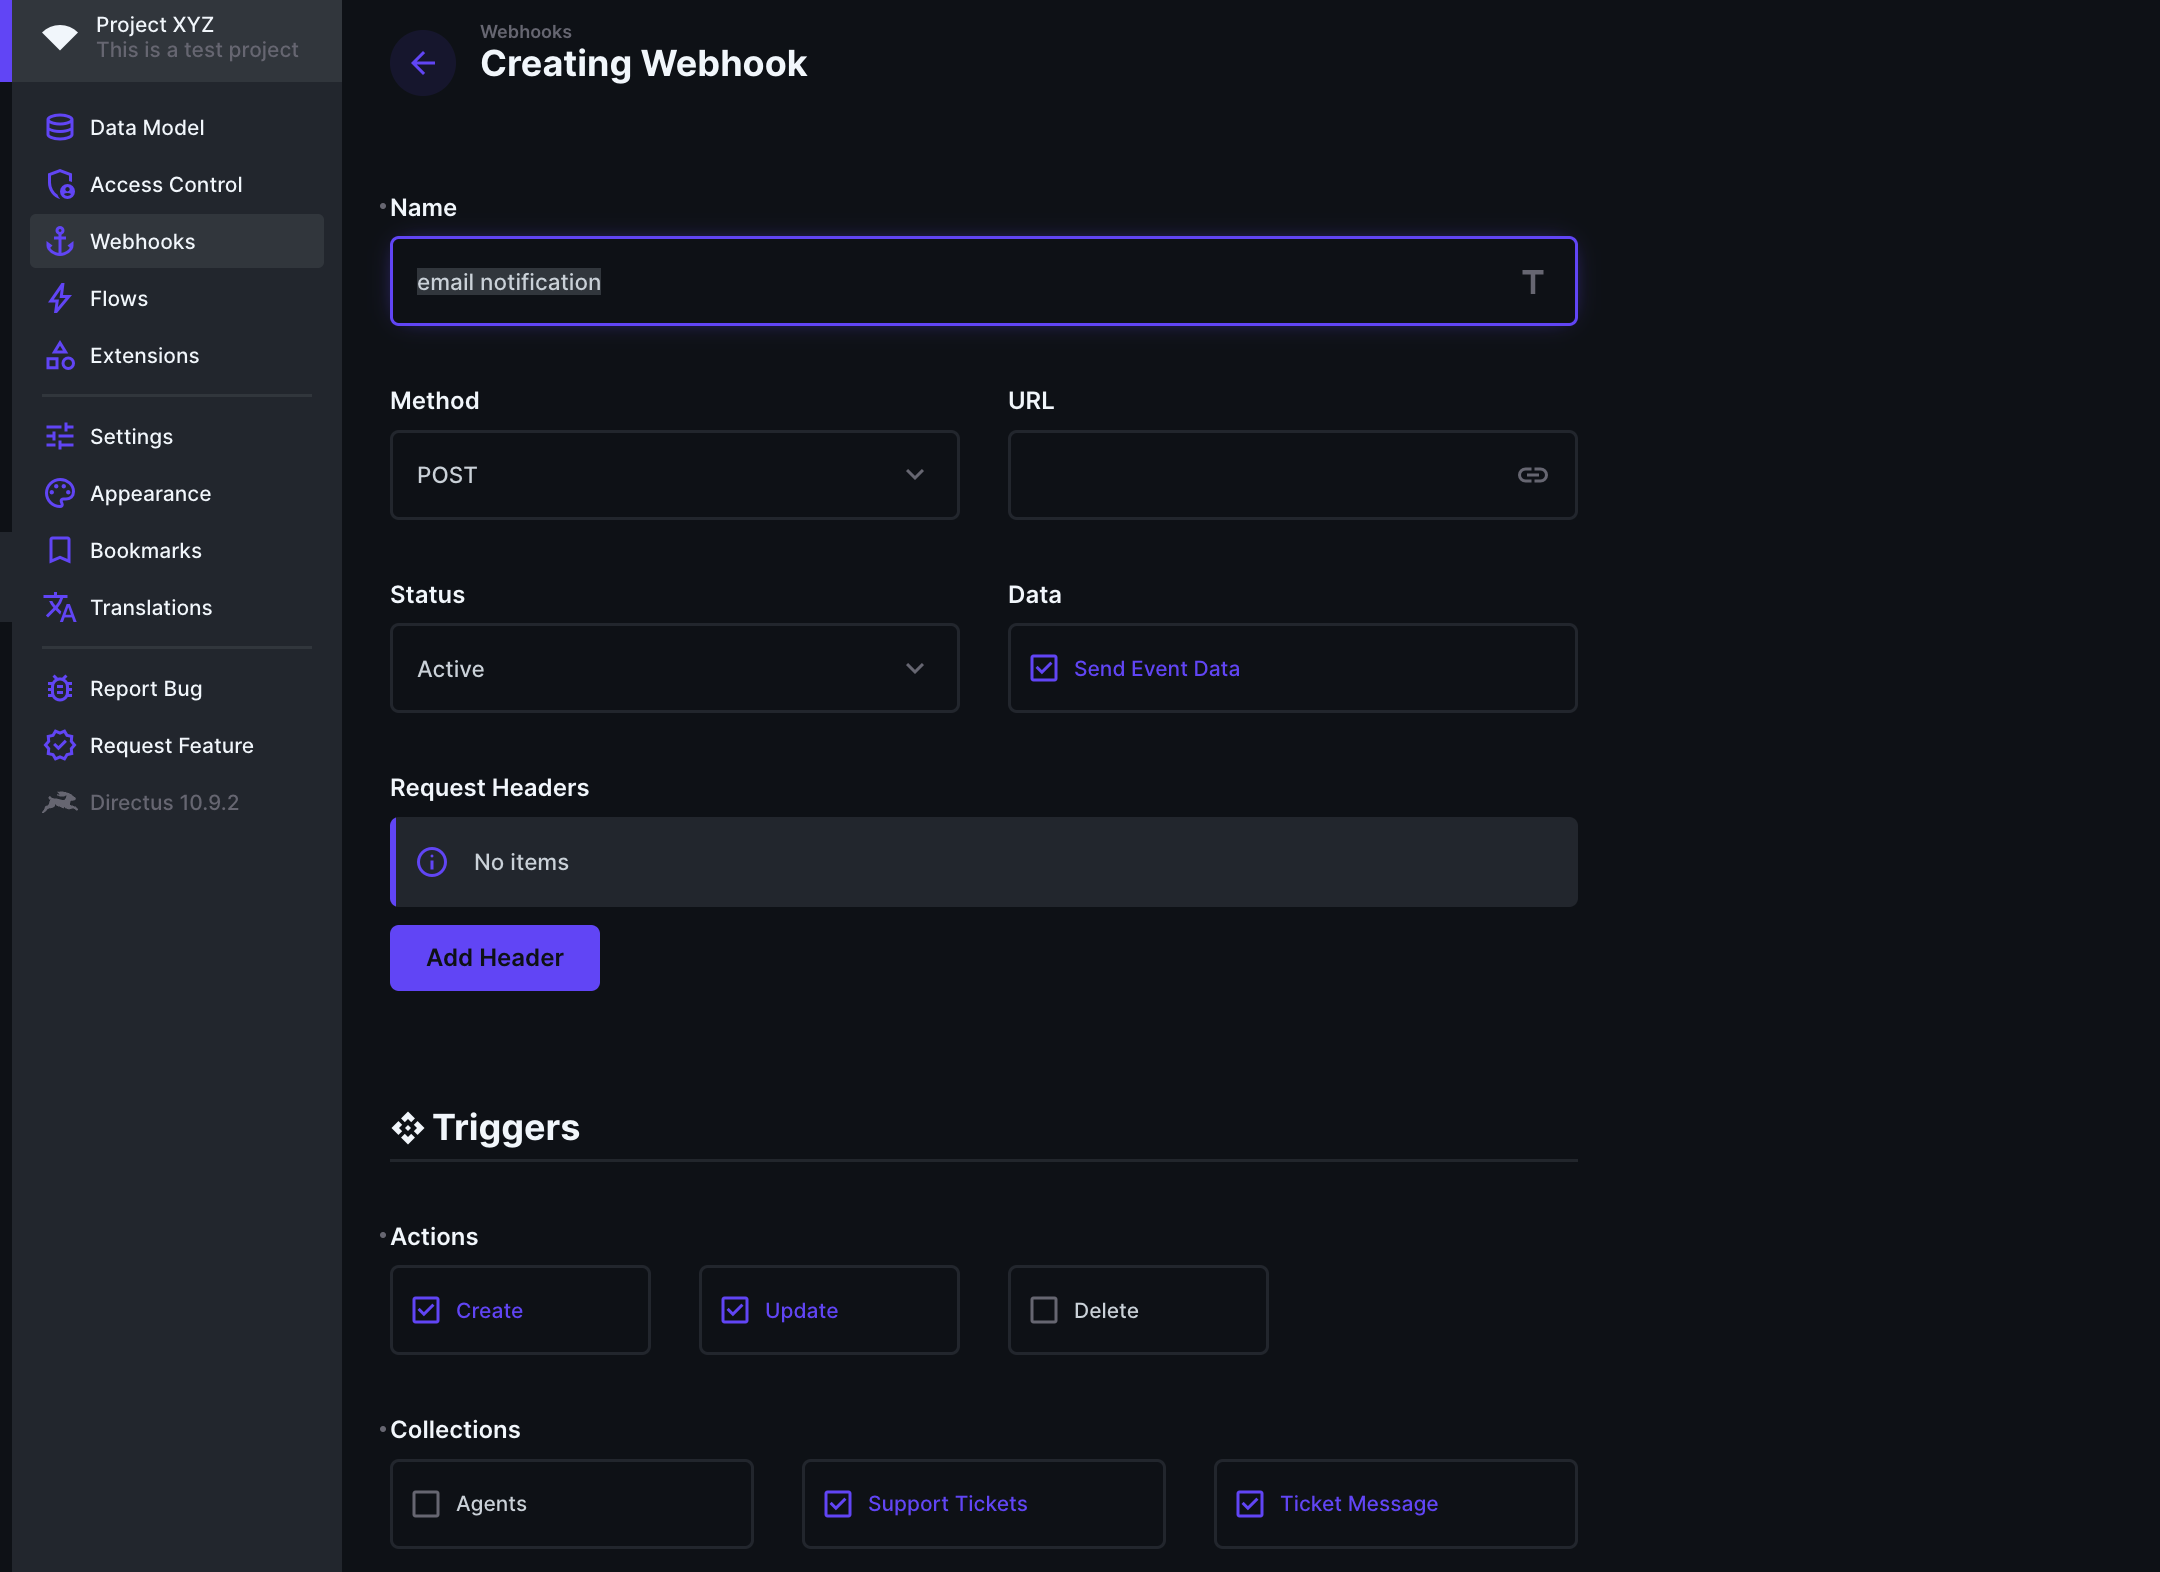 Project XYZ
This is a test project
Data Model
Access Control
Webhooks
Flows
Extensions
Settings
Appearance
Bookmarks
Translations
Report Bug
Request Feature
Directus 10.9.2
Webhooks
Creating Webhook
Name
email notification
Method
URL
POST
Status
Data
Active
Send Event Data
Request Headers
No items
Add Header
Triggers
Actions
Create
Update
Delete
Collections
Agents
Support Tickets
Ticket Message